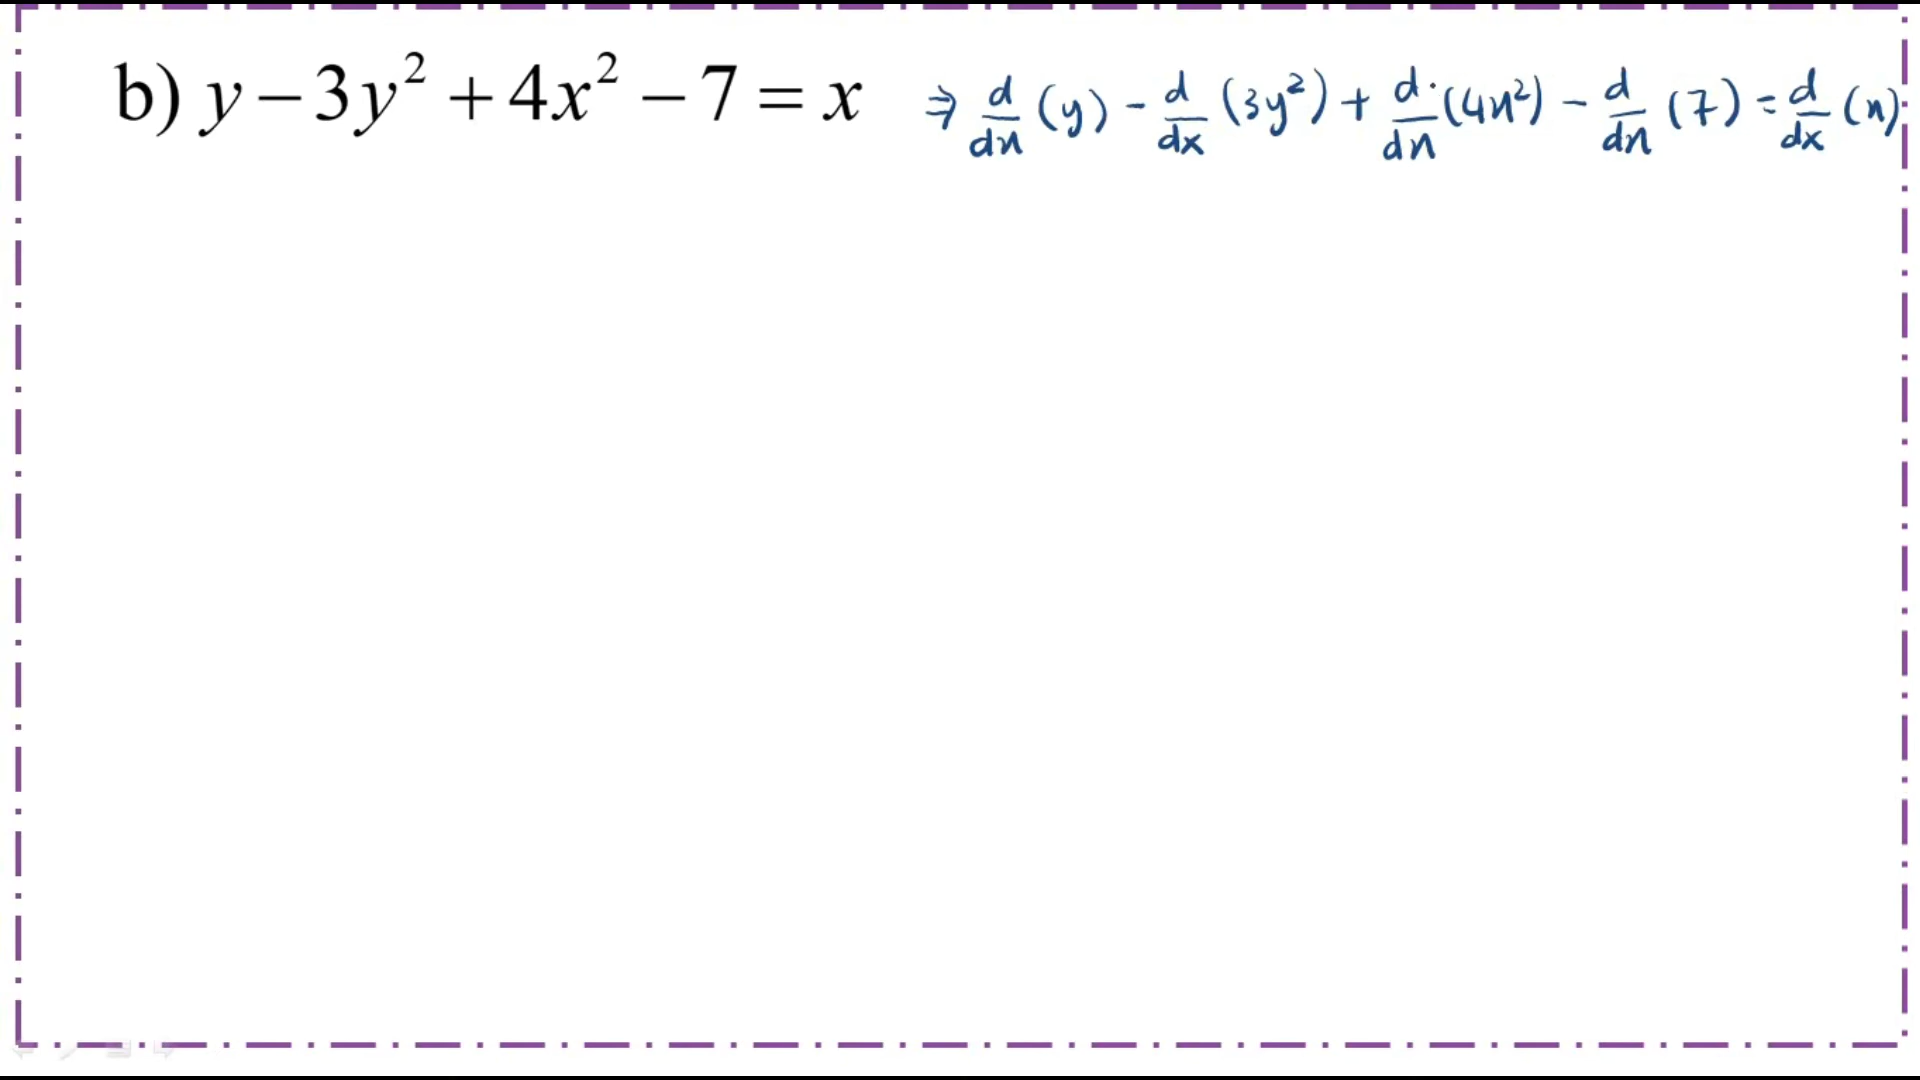 b) y − 3y² + 4x² − 7 = x ⇒ d/dx (y) − d/dx (3y²) + d/dx (4x²) − d/dx (7) = d/dx (x)